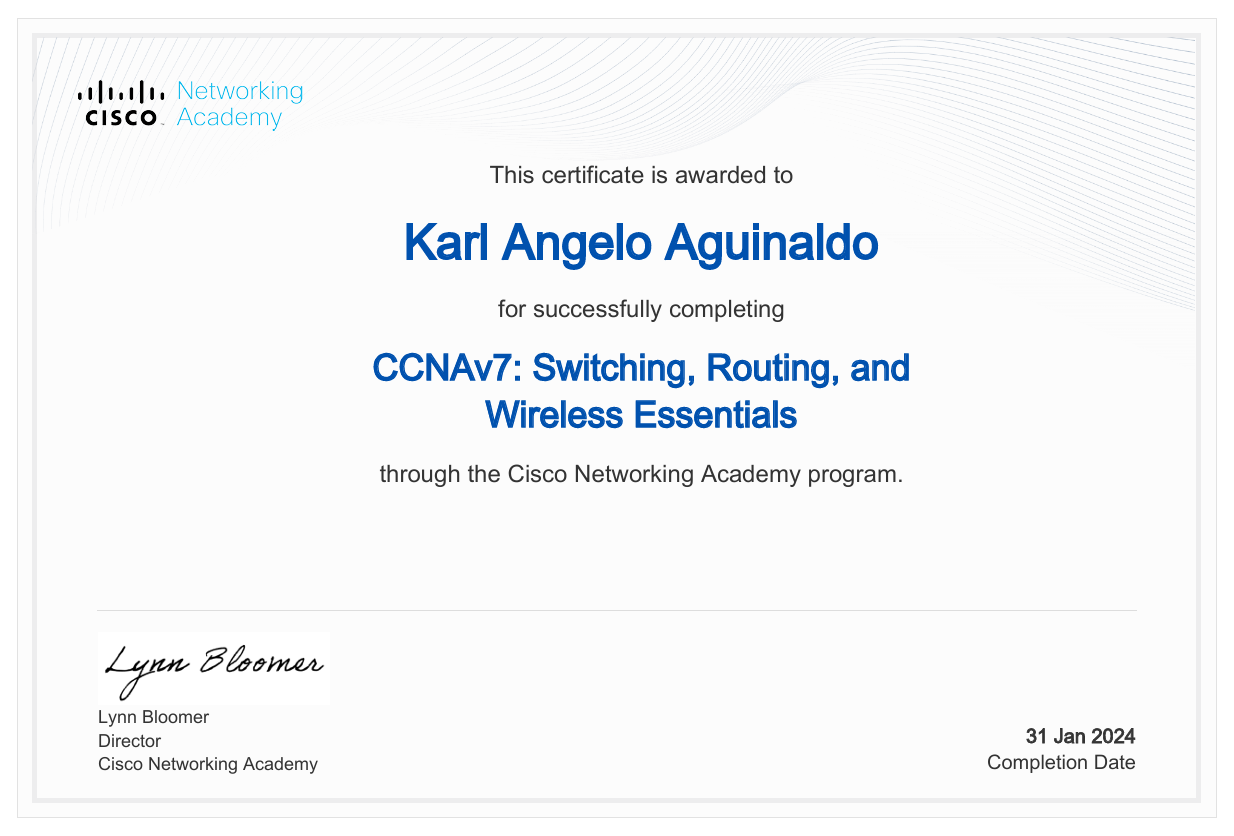 Networking
CISCO Academy
This certificate is awarded to
Karl Angelo Aguinaldo
for successfully completing
CCNAv7: Switching, Routing, and
Wireless Essentials
through the Cisco Networking Academy program.
Lynn Bloomer
Lynn Bloomer
Director
Cisco Networking Academy
31 Jan 2024
Completion Date